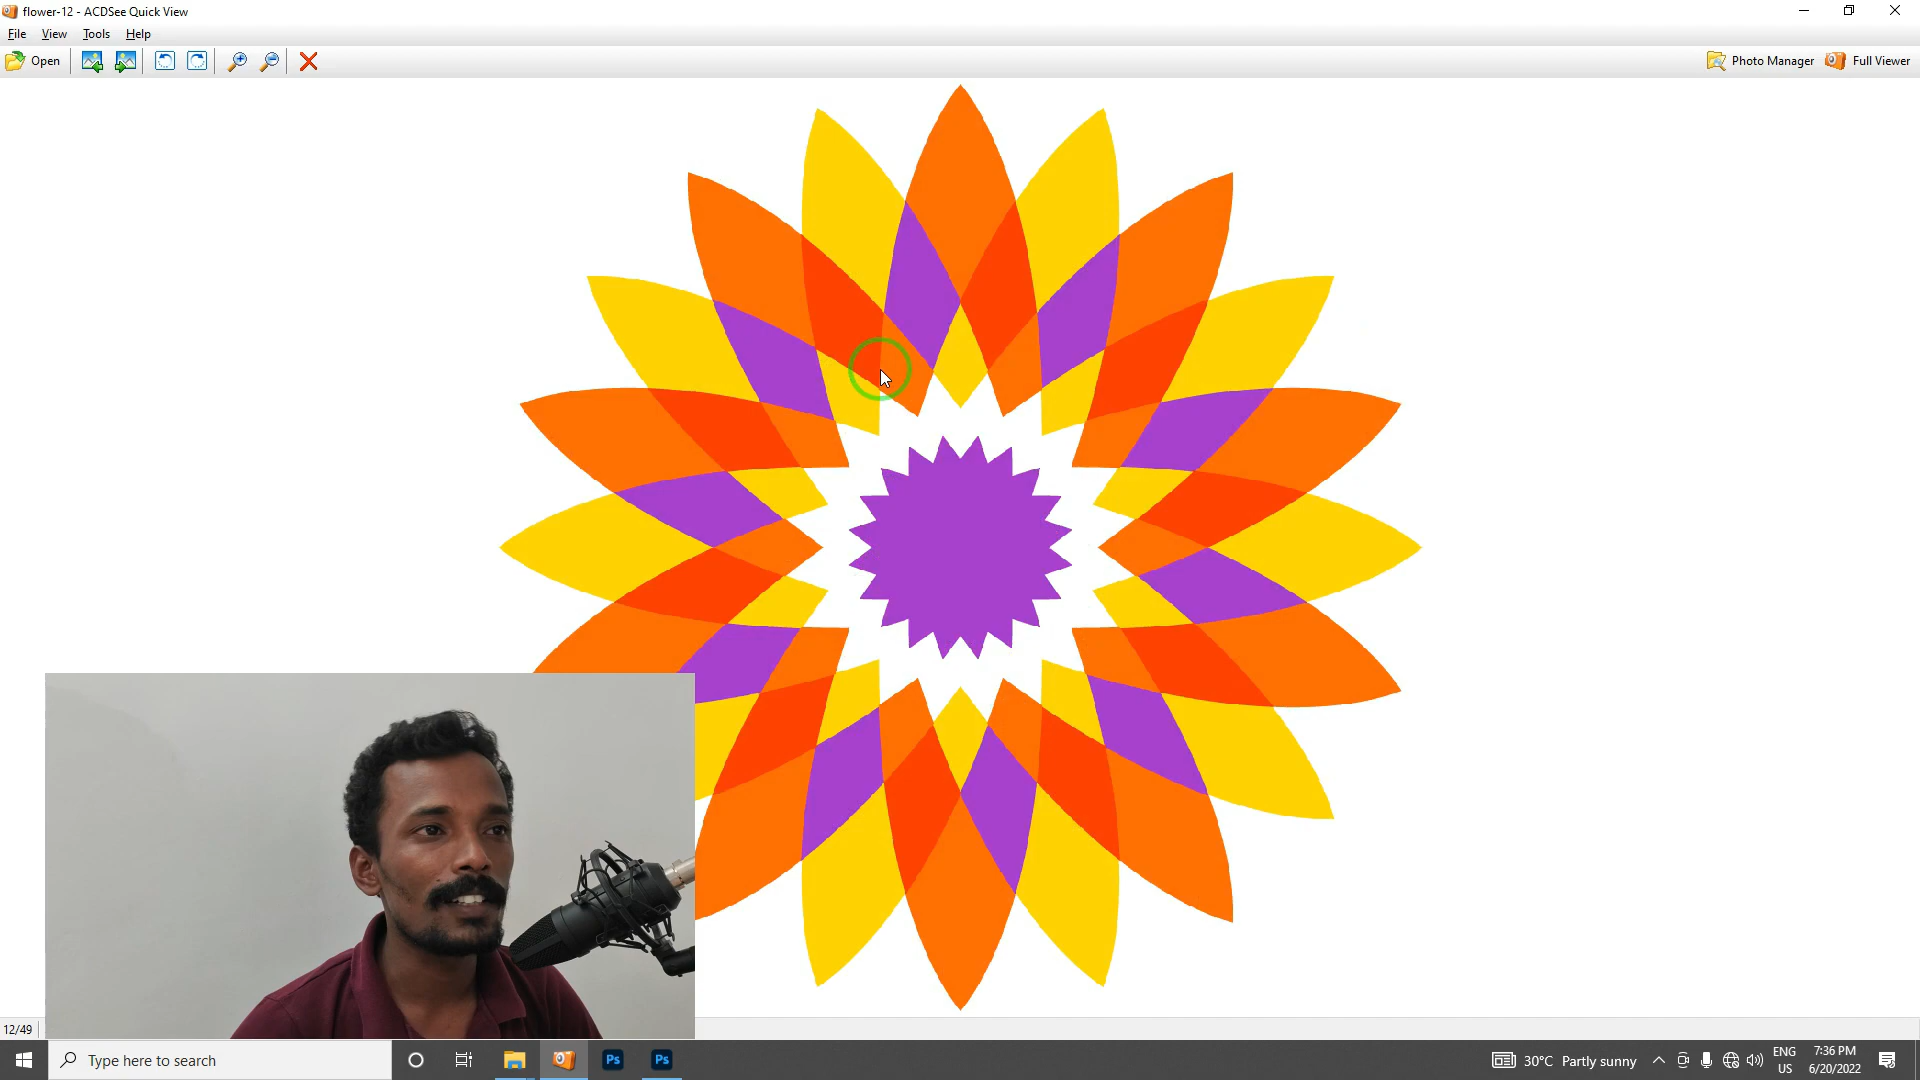 flower-12 - ACDSee Quick View
File View Tools Help
Open
Photo Manager
Full Viewer
12/49
Type here to search
Ps
Ps
30°C Partly sunny
ENG
US
7:36 PM
6/20/2022